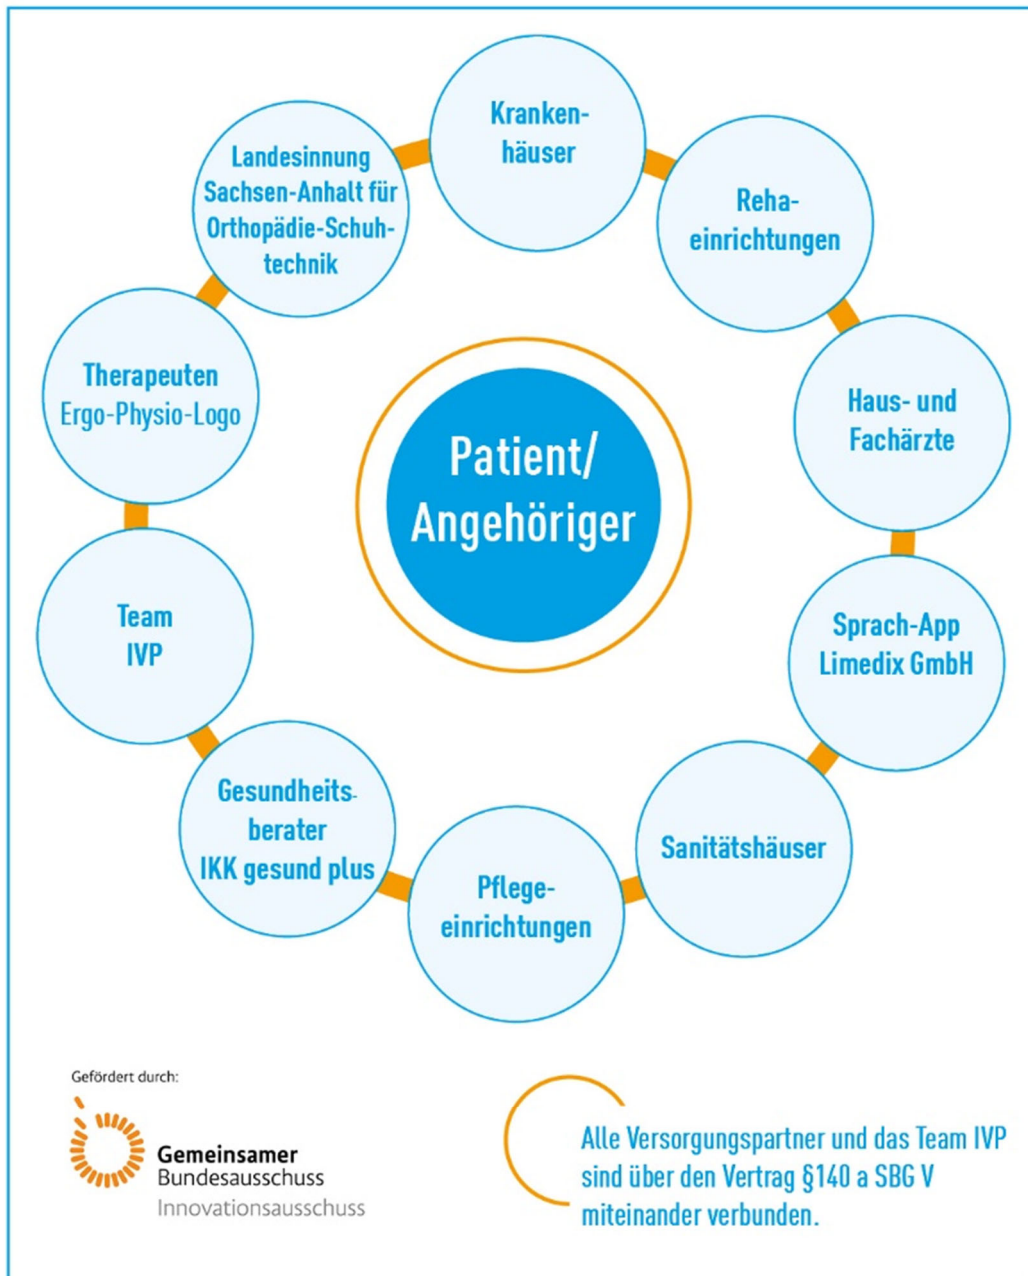 Kranken-
häuser
Reha-
einrichtungen
Haus- und
Fachärzte
Sprach-App
Limedix GmbH
Sanitätshäuser
Pflege-
einrichtungen
Gesundheits-
berater
IKK gesund plus
Team
IVP
Therapeuten
Ergo-Physio-Logo
Landesinnung
Sachsen-Anhalt für
Orthopädie-Schuh-
technik
Patient/
Angehöriger
Gefördert durch:
Gemeinsamer
Bundesausschuss
Innovationsausschuss
Alle Versorgungspartner und das Team IVP
sind über den Vertrag §140 a SBG V
miteinander verbunden.